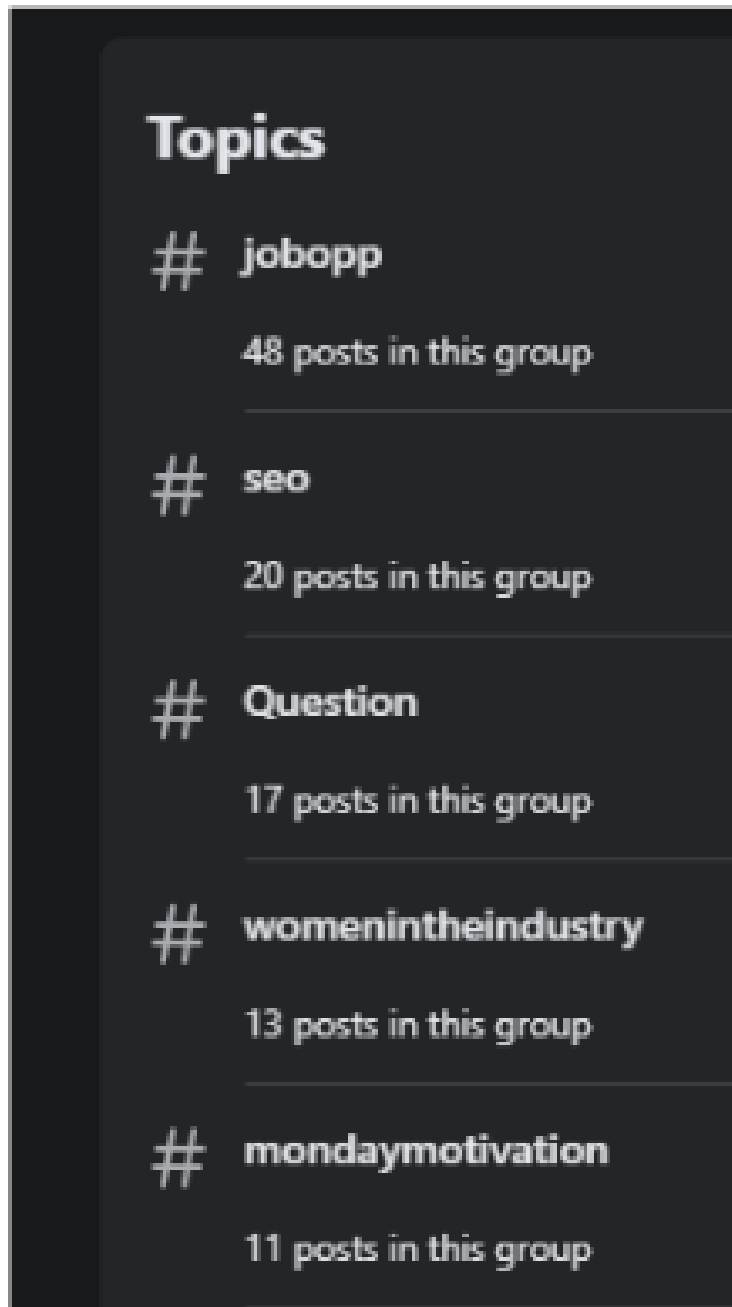 Topics
# jobopp
48 posts in this group
# seo
20 posts in this group
# Question
17 posts in this group
# womenintheindustry
13 posts in this group
# mondaymotivation
11 posts in this group